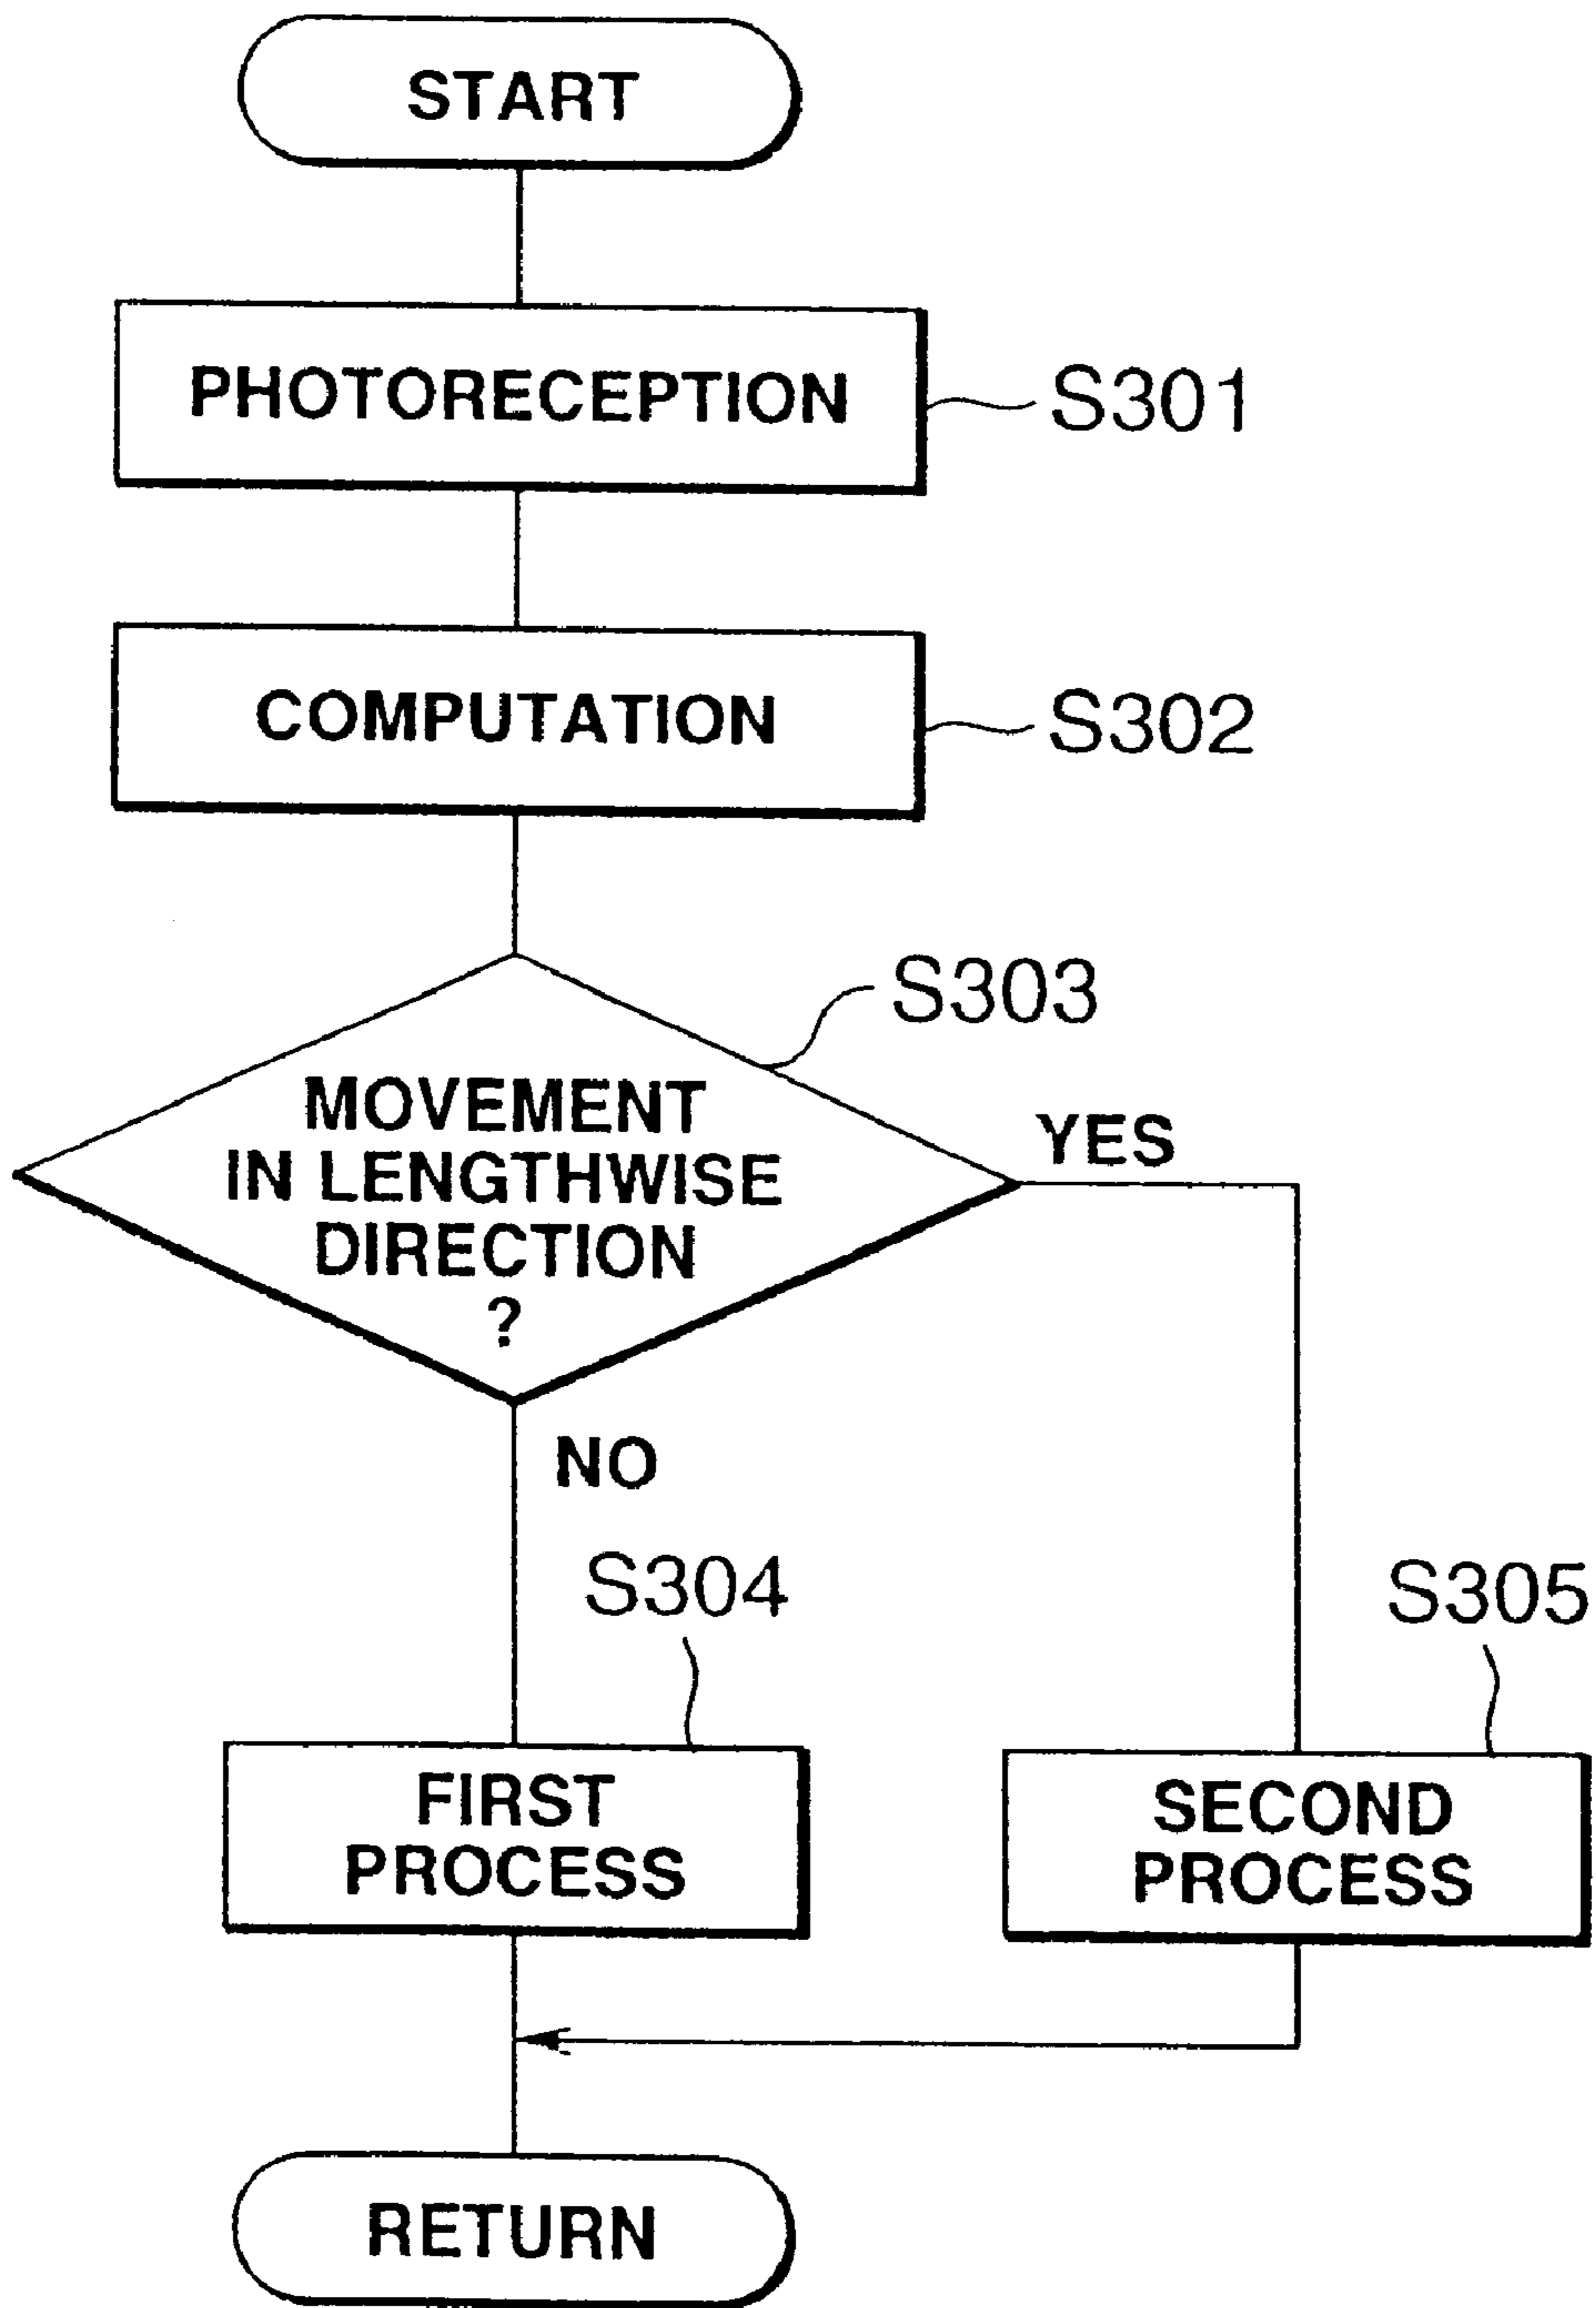 START
PHOTORECEPTION
S301
COMPUTATION
S302
S303
MOVEMENT
IN LENGTHWISE
DIRECTION
?
YES
NO
S304
S305
FIRST
PROCESS
SECOND
PROCESS
RETURN